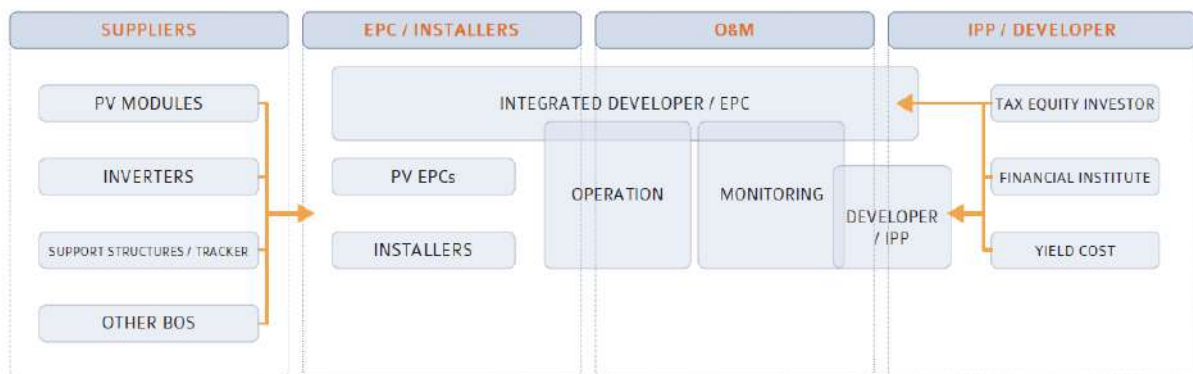 SUPPLIERS
EPC / INSTALLERS
O&M
IPP / DEVELOPER
PV MODULES
INVERTERS
SUPPORT STRUCTURES / TRACKER
OTHER BOS
INTEGRATED DEVELOPER / EPC
PV EPCs
INSTALLERS
OPERATION
MONITORING
DEVELOPER
/ IPP
TAX EQUITY INVESTOR
FINANCIAL INSTITUTE
YIELD COST